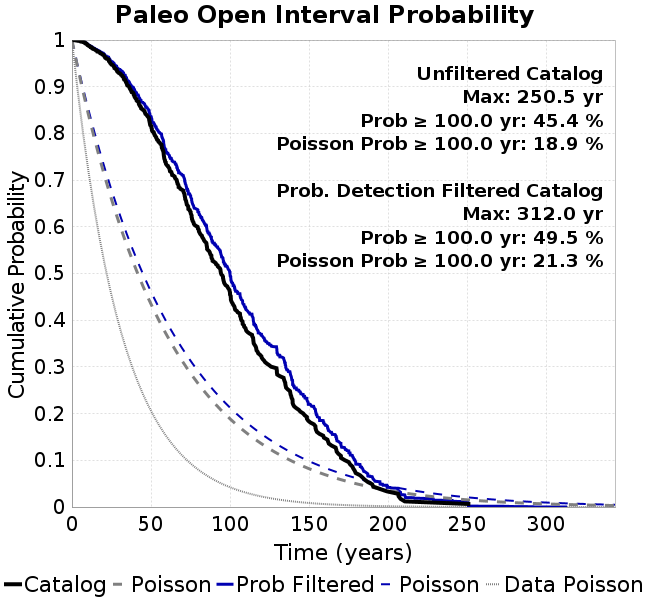 Paleo Open Interval Probability
Unfiltered Catalog
Max: 250.5 yr
Prob ≥ 100.0 yr: 45.4 %
Poisson Prob ≥ 100.0 yr: 18.9 %
Prob. Detection Filtered Catalog
Max: 312.0 yr
Prob ≥ 100.0 yr: 49.5 %
Poisson Prob ≥ 100.0 yr: 21.3 %
Cumulative Probability
1
0.9
0.8
0.7
0.6
0.5
0.4
0.3
0.2
0.1
0
0 50 100 150 200 250 300
Time (years)
Catalog Poisson Prob Filtered Poisson Data Poisson